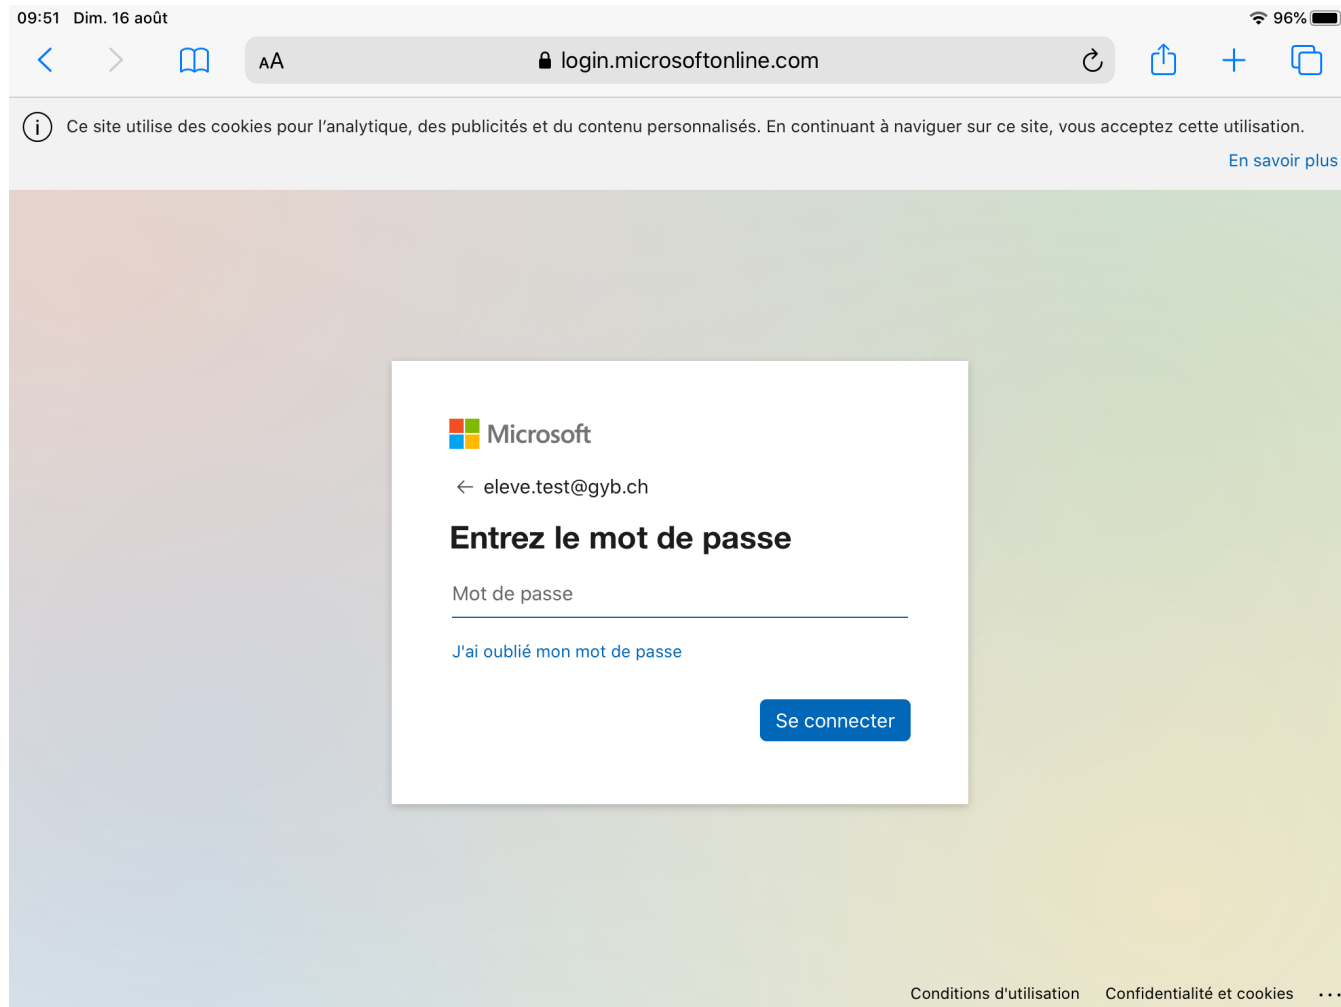 09:51 Dim. 16 août 96%
AA login.microsoftonline.com
Ce site utilise des cookies pour l’analytique, des publicités et du contenu personnalisés. En continuant à naviguer sur ce site, vous acceptez cette utilisation.
En savoir plus
Microsoft
← eleve.test@gyb.ch
Entrez le mot de passe
Mot de passe
J'ai oublié mon mot de passe
Se connecter
Conditions d'utilisation Confidentialité et cookies ...